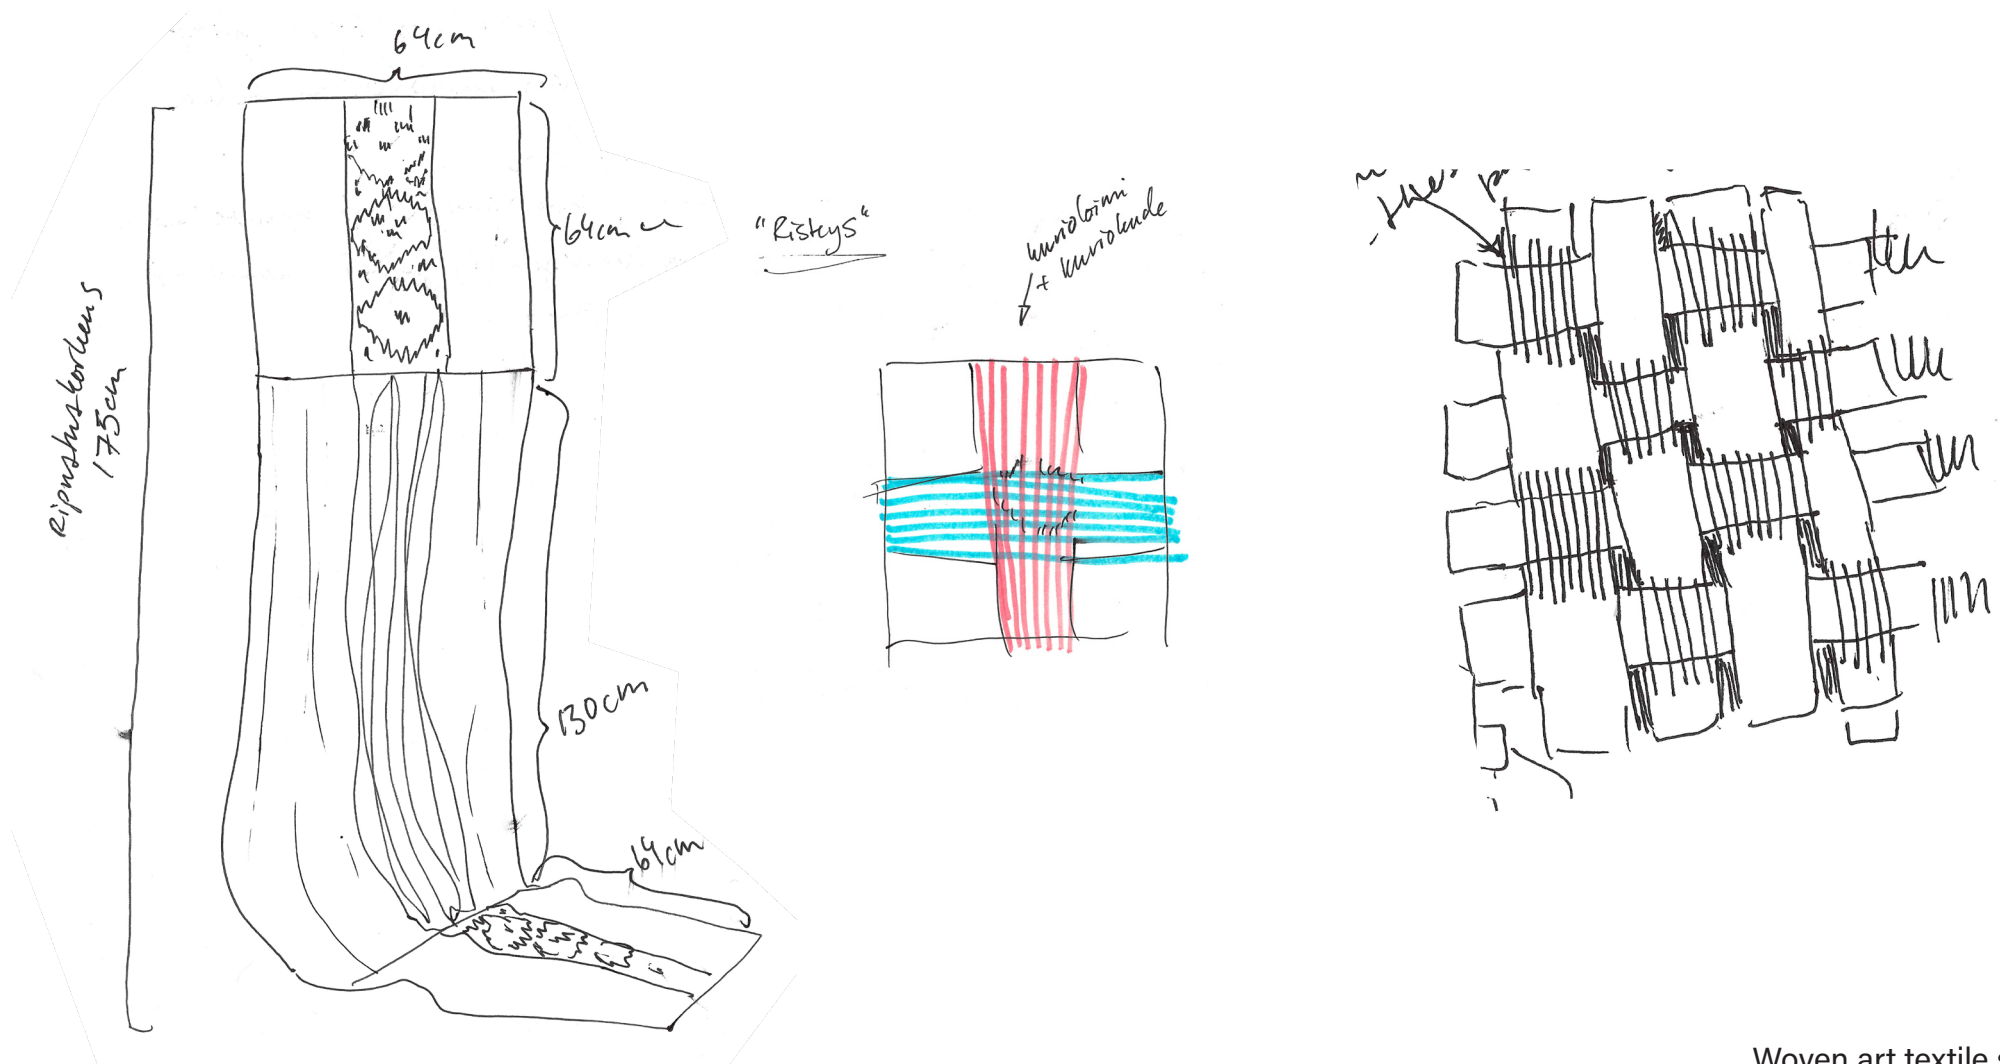 64cm
64cm
Ripustuskorkeus
175cm
130cm
64cm
"Risteys"
kuvioloimi
+ kuviokude
Woven art textile